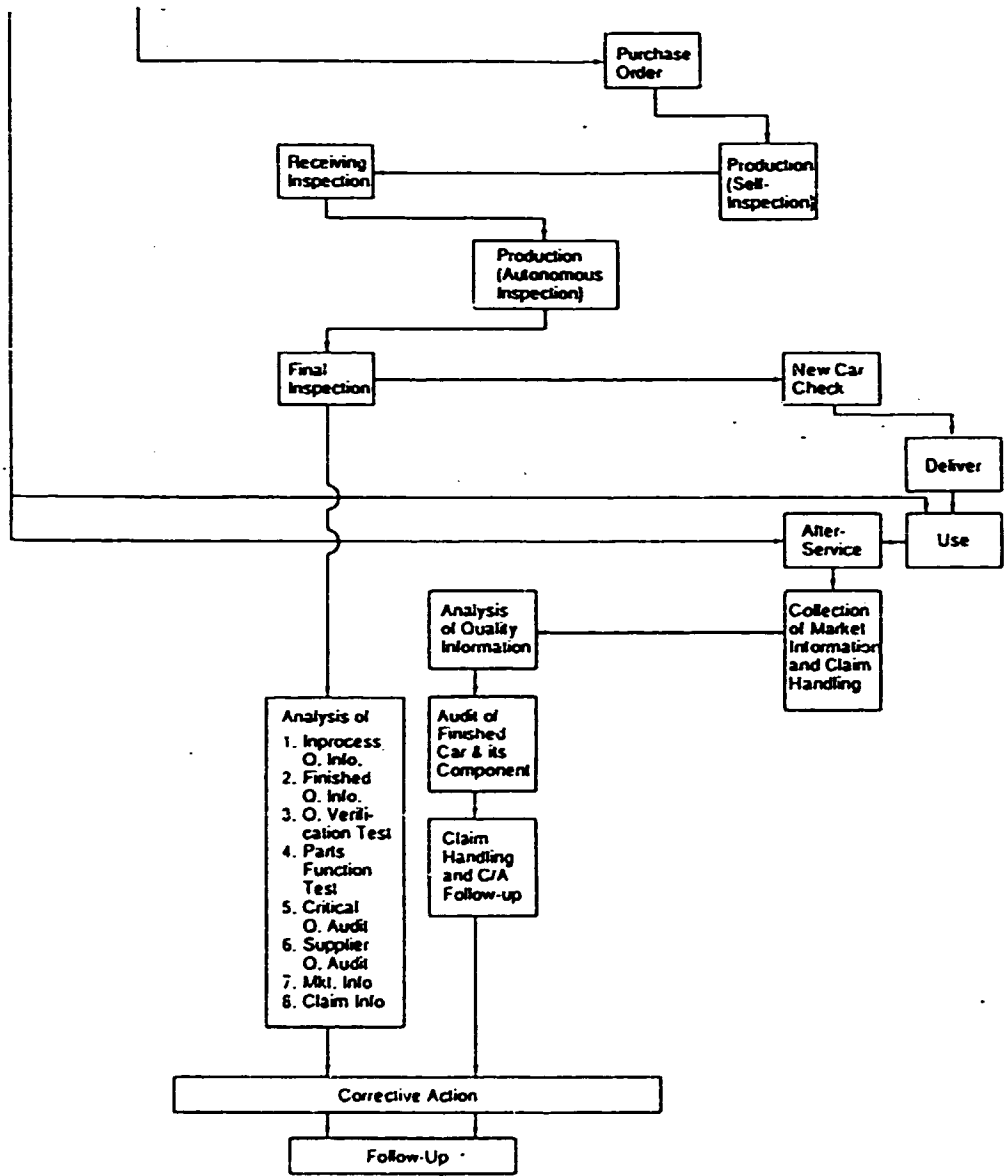 Purchase
Order
Receiving
Inspection
Production
(Self-
Inspection)
Production
(Autonomous
Inspection)
Final
Inspection
New Car
Check
Deliver
After-
Service
Use
Analysis
of Quality
Information
Collection
of Market
Information
and Claim
Handling
Analysis of
1. Inprocess
Q. Info.
2. Finished
Q. Info.
3. Q. Verifi-
cation Test
4. Parts
Function
Test
5. Critical
Q. Audit
6. Supplier
Q. Audit
7. Mkt. Info
8. Claim Info
Audit of
Finished
Car & its
Component
Claim
Handling
and C/A
Follow-up
Corrective Action
Follow-Up